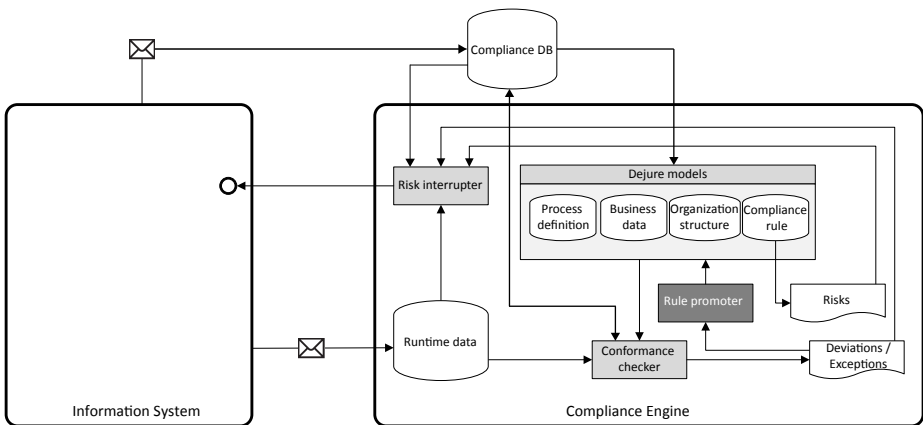 Compliance DB
Risk interrupter
Dejure models
Process
definition
Business
data
Organization
structure
Compliance
rule
Rule promoter
Risks
Runtime data
Conformance
checker
Deviations /
Exceptions
Information System
Compliance Engine